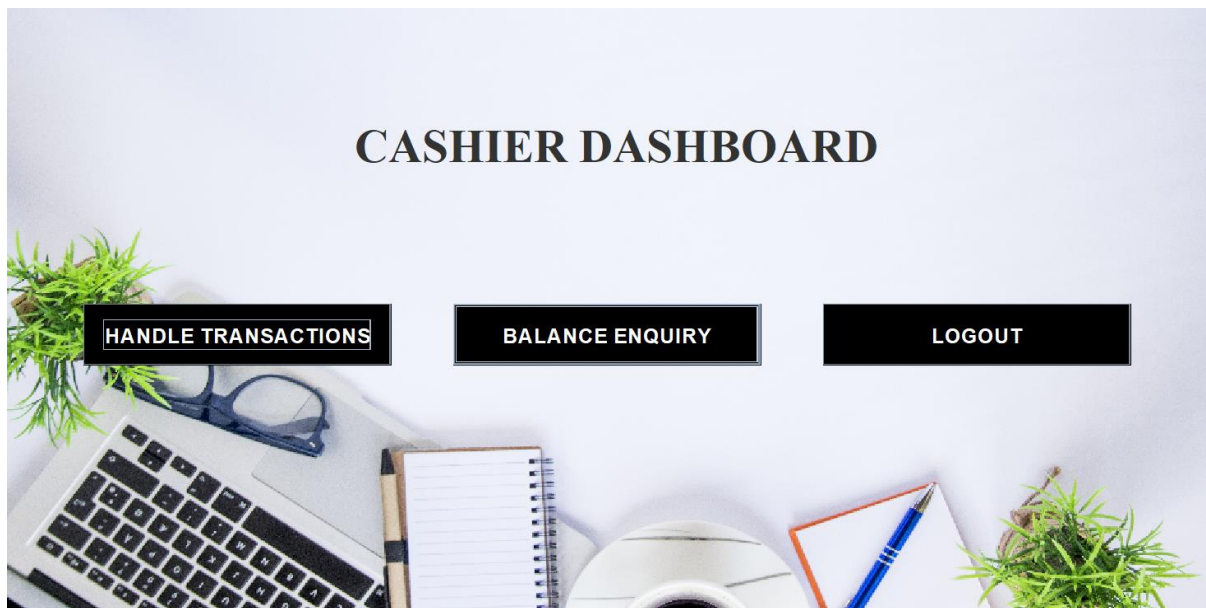 CASHIER DASHBOARD
HANDLE TRANSACTIONS
BALANCE ENQUIRY
LOGOUT